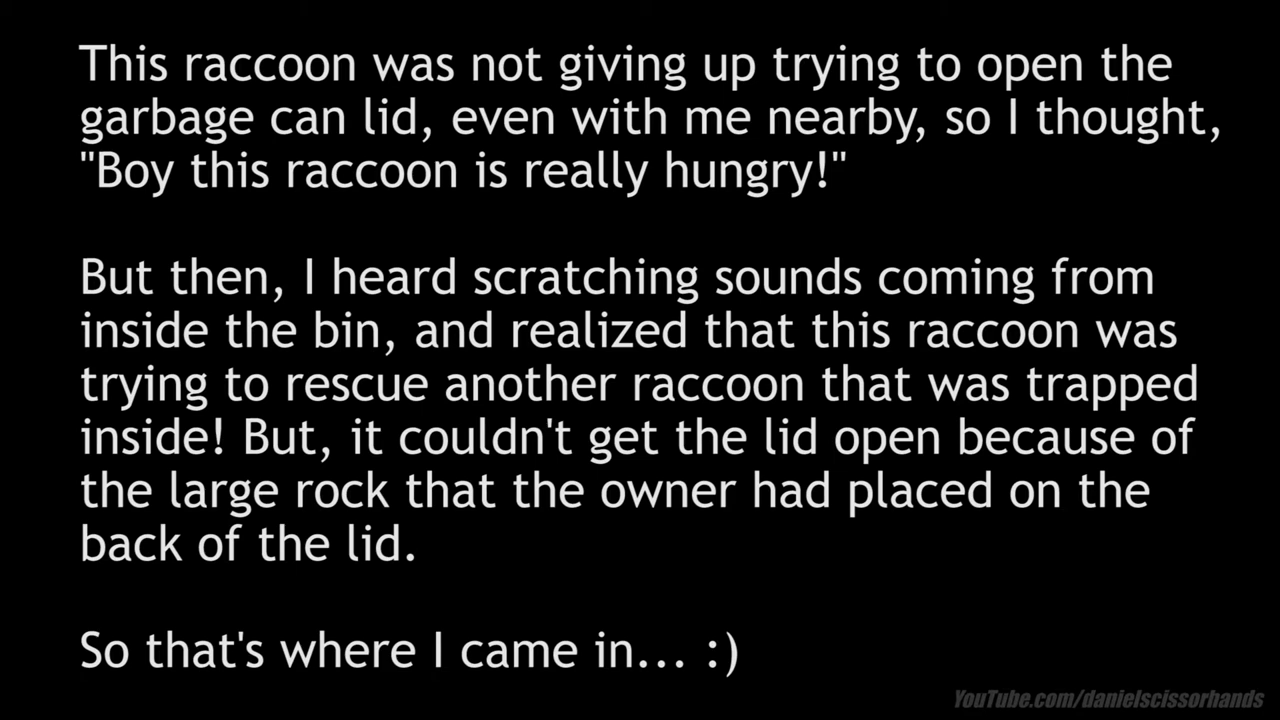 This raccoon was not giving up trying to open the
garbage can lid, even with me nearby, so I thought,
"Boy this raccoon is really hungry!"
But then, I heard scratching sounds coming from
inside the bin, and realized that this raccoon was
trying to rescue another raccoon that was trapped
inside! But, it couldn't get the lid open because of
the large rock that the owner had placed on the
back of the lid.
So that's where I came in... :)
YouTube.com/danielscissorhands